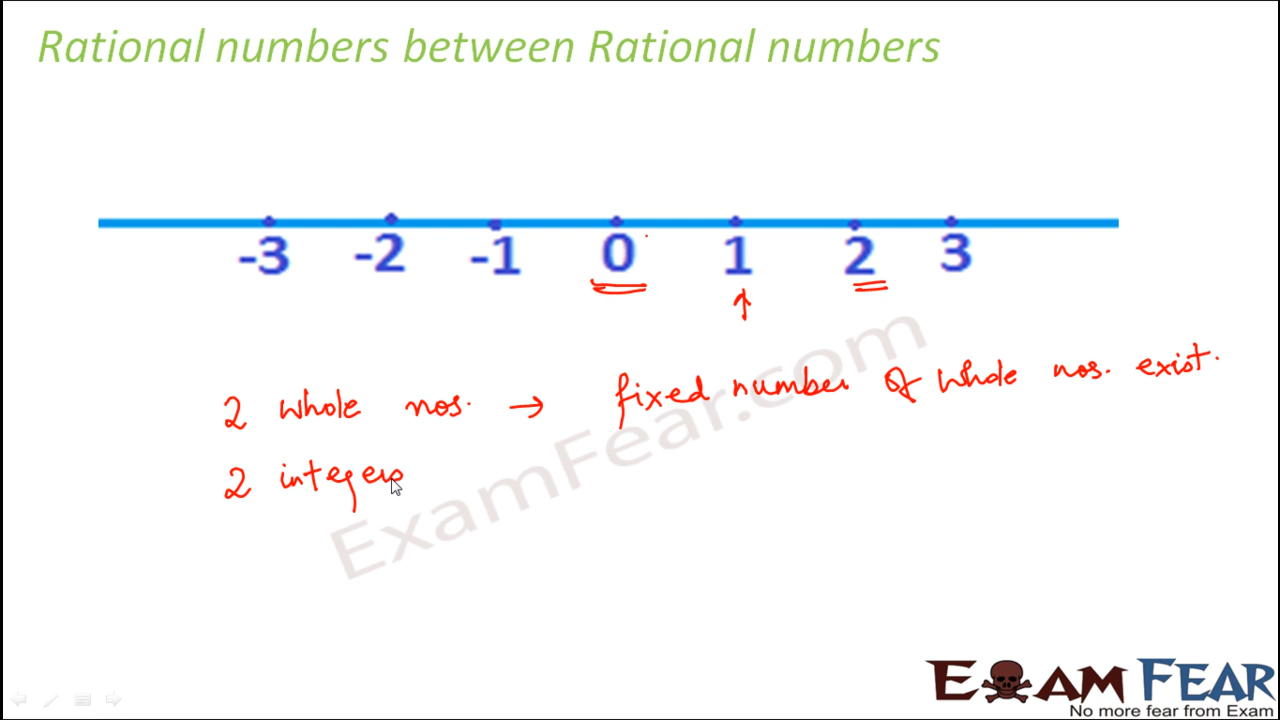 Rational numbers between Rational numbers
-3 -2 -1 0 1 2 3
2 whole nos. → fixed number of whole nos. exist.
2 integers
ExamFear.com
EXAM FEAR
No more fear from Exam